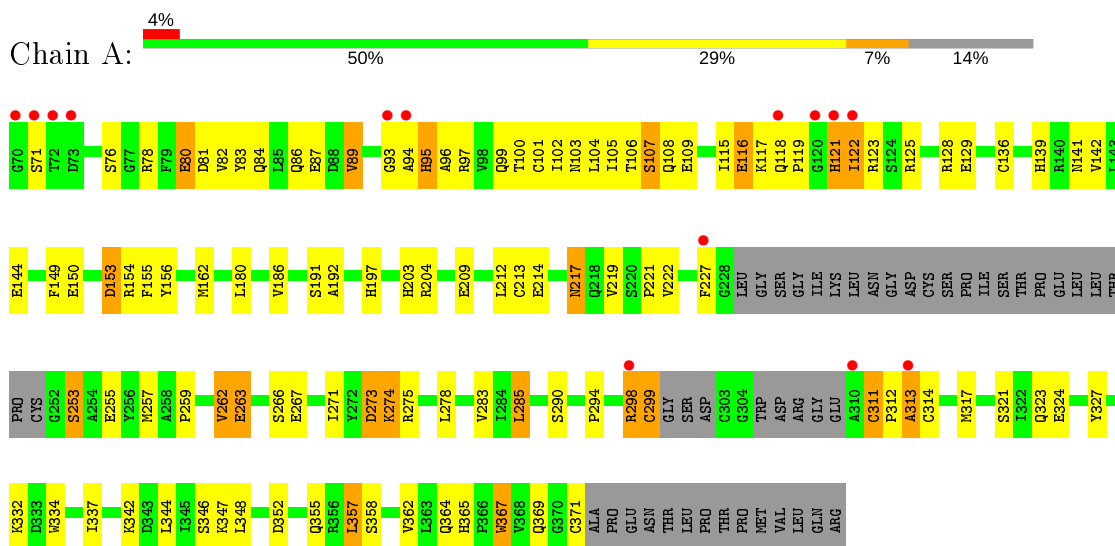 4%
Chain A:
50% 29% 7% 14%
G70 S71 T72 D73 S76 G77 R78 F79 E80 D81 V82 Y83 Q84 L85 Q86 E87 D88 V89 G93 A94 H95 A96 R97 V98 Q99 T100 C101 I102 N103 L104 I105 T106 S107 Q108 E109 I115 E116 K117 Q118 P119 G120 H121 I122 R123 S124 R125 R128 E129 C136 H139 R140 N141 V142 L143
E144 F149 E150 D153 R154 F155 Y156 M162 L180 V186 S191 A192 H197 H203 R204 E209 L212 C213 E214 N217 Q218 V219 S220 P221 V222 F227 G228 LEU GLY SER GLY ILE LYS LEU ASN GLY ASP CYS SER PRO ILE SER THR PRO GLU LEU LEU THR
PRO CYS G252 S253 A254 E255 Y256 M257 A258 P259 V262 E263 S266 E267 I271 Y272 D273 K274 R275 L278 V283 I284 L285 S290 P294 R298 C299 GLY SER ASP C303 G304 TRP ASP ARG GLY GLU A310 C311 P312 A313 C314 M317 S321 I322 Q323 E324 Y327
K332 D333 W334 I337 K342 D343 L344 I345 S346 K347 L348 D352 Q355 R356 L357 S358 V362 L363 Q364 H365 P366 W367 V368 Q369 G370 C371 ALA PRO GLU ASN THR LEU PRO THR PRO MET VAL LEU GLN ARG